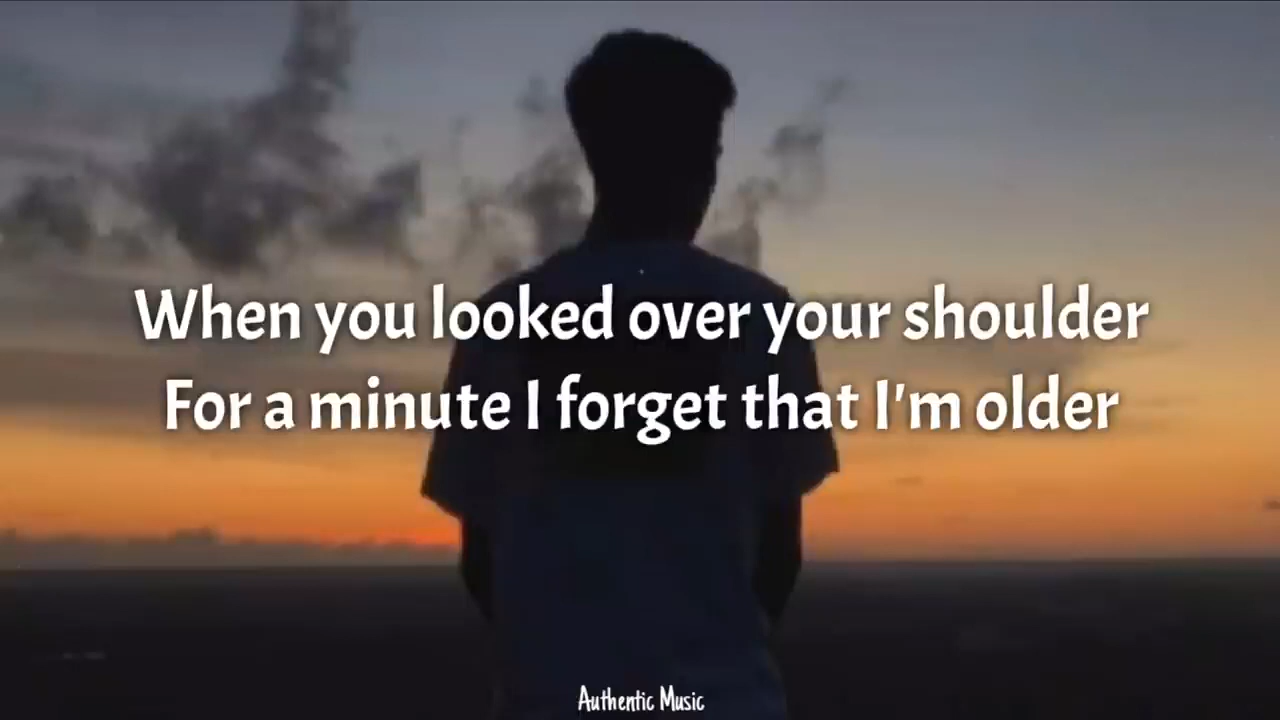 When you looked over your shoulder
For a minute I forget that I'm older
Authentic Music